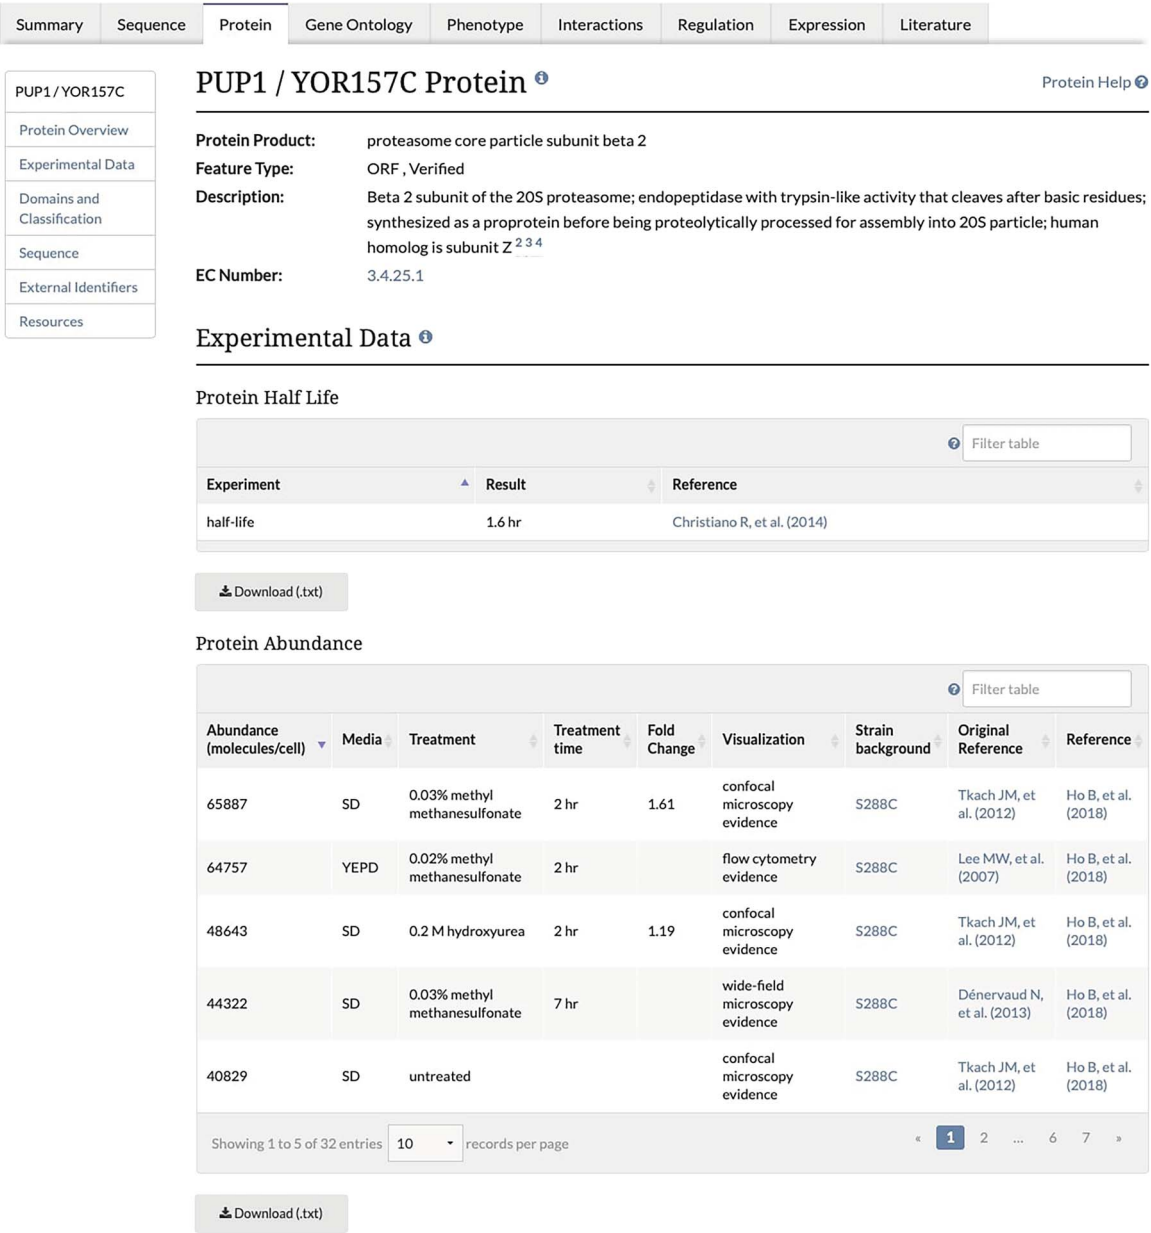 Summary Sequence Protein Gene Ontology Phenotype Interactions Regulation Expression Literature
PUP1 / YOR157C
Protein Overview
Experimental Data
Domains and
Classification
Sequence
External Identifiers
Resources
PUP1 / YOR157C Protein
Protein Help
Protein Product: proteasome core particle subunit beta 2
Feature Type: ORF , Verified
Description: Beta 2 subunit of the 20S proteasome; endopeptidase with trypsin-like activity that cleaves after basic residues;
synthesized as a proprotein before being proteolytically processed for assembly into 20S particle; human
homolog is subunit Z 2 3 4
EC Number: 3.4.25.1
Experimental Data
Protein Half Life
Filter table
Experiment Result Reference
half-life 1.6 hr Christiano R, et al. (2014)
Download (.txt)
Protein Abundance
Filter table
Abundance
(molecules/cell)
Media
Treatment
Treatment
time
Fold
Change
Visualization
Strain
background
Original
Reference
Reference
65887
SD
0.03% methyl
methanesulfonate
2 hr
1.61
confocal
microscopy
evidence
S288C
Tkach JM, et
al. (2012)
Ho B, et al.
(2018)
64757
YEPD
0.02% methyl
methanesulfonate
2 hr
flow cytometry
evidence
S288C
Lee MW, et al.
(2007)
Ho B, et al.
(2018)
48643
SD
0.2 M hydroxyurea
2 hr
1.19
confocal
microscopy
evidence
S288C
Tkach JM, et
al. (2012)
Ho B, et al.
(2018)
44322
SD
0.03% methyl
methanesulfonate
7 hr
wide-field
microscopy
evidence
S288C
Dénervaud N,
et al. (2013)
Ho B, et al.
(2018)
40829
SD
untreated
confocal
microscopy
evidence
S288C
Tkach JM, et
al. (2012)
Ho B, et al.
(2018)
Showing 1 to 5 of 32 entries 10 records per page
« 1 2 ... 6 7 »
Download (.txt)